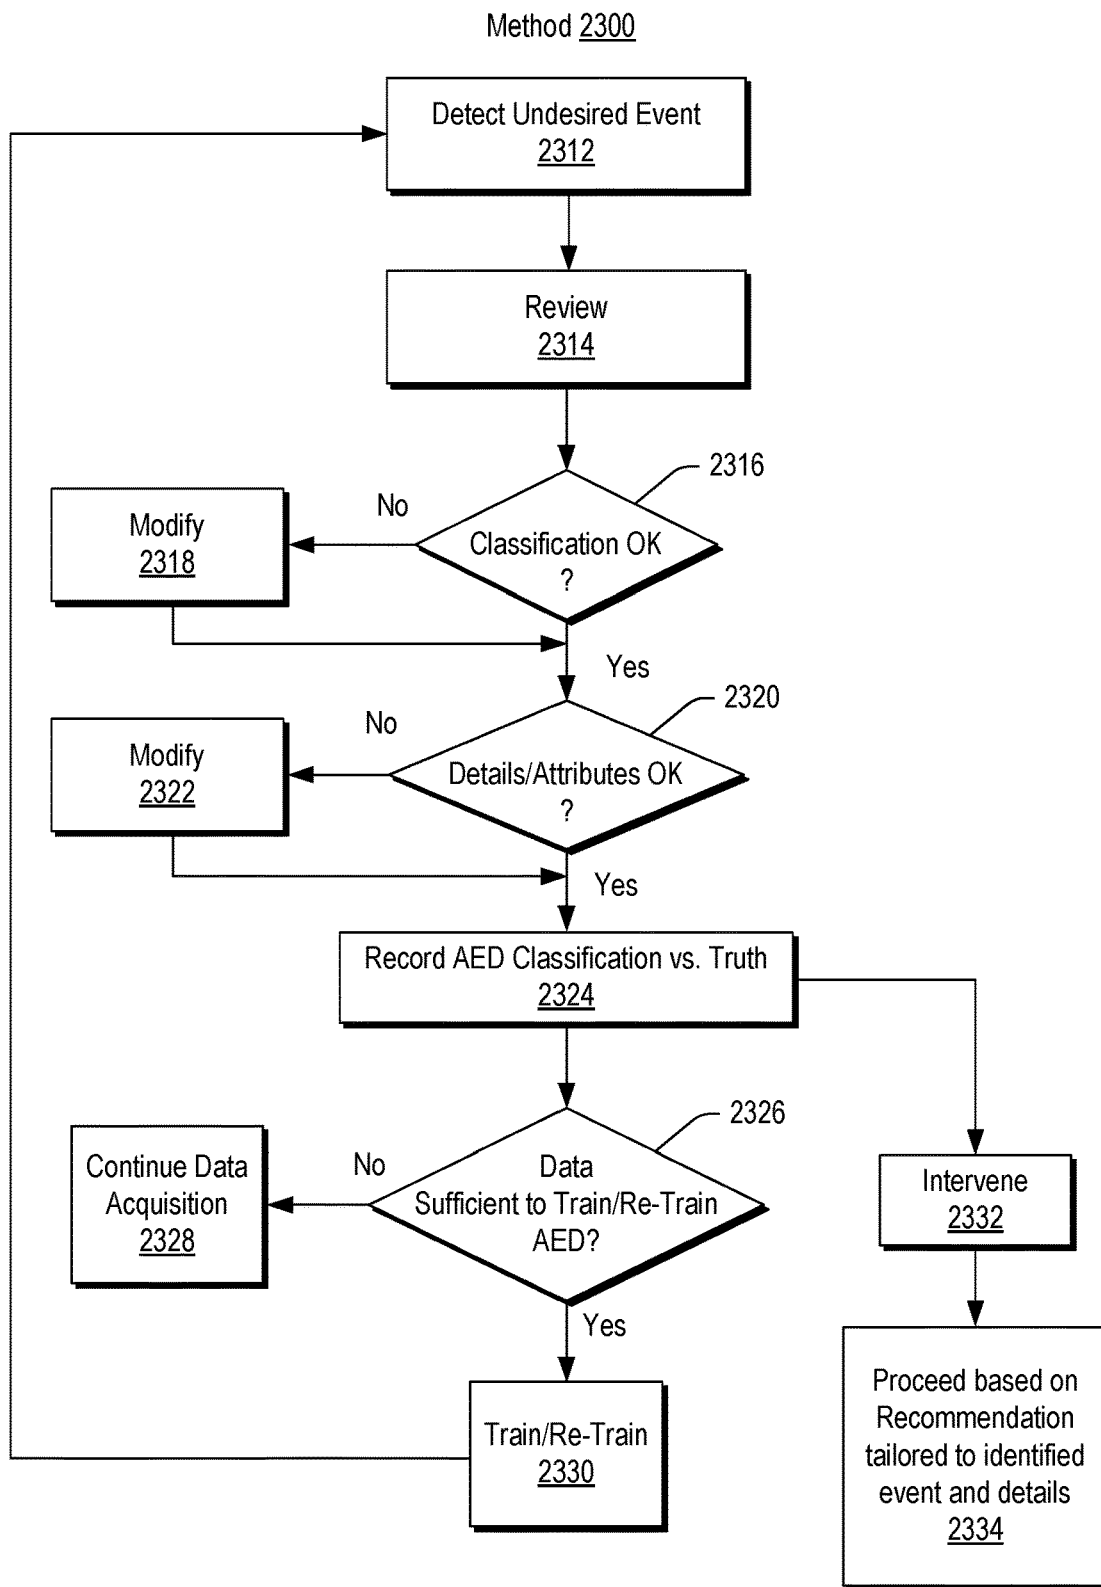 Method 2300
Detect Undesired Event
2312
Review
2314
2316
No
Classification OK
?
Modify
2318
Yes
2320
No
Details/Attributes OK
?
Modify
2322
Yes
Record AED Classification vs. Truth
2324
2326
No
Data
Sufficient to Train/Re-Train
AED?
Continue Data
Acquisition
2328
Intervene
2332
Yes
Train/Re-Train
2330
Proceed based on
Recommendation
tailored to identified
event and details
2334